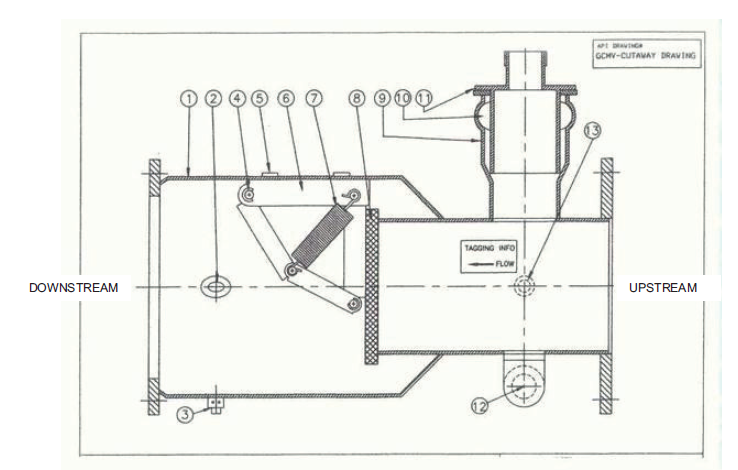 API DRAWING#
GCMV-CUTAWAY DRAWING
1 2 4 5 6 7 8 9 10 11
13
TAGGING INFO
FLOW
DOWNSTREAM
UPSTREAM
3
12